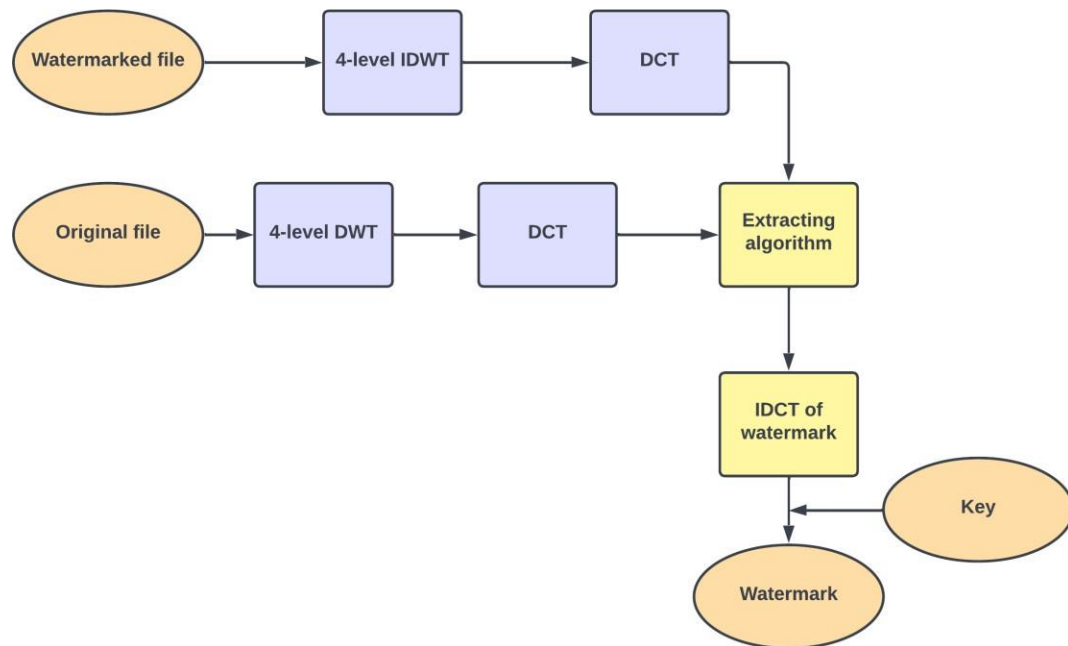 Watermarked file
4-level IDWT
DCT
Original file
4-level DWT
DCT
Extracting
algorithm
IDCT of
watermark
Key
Watermark